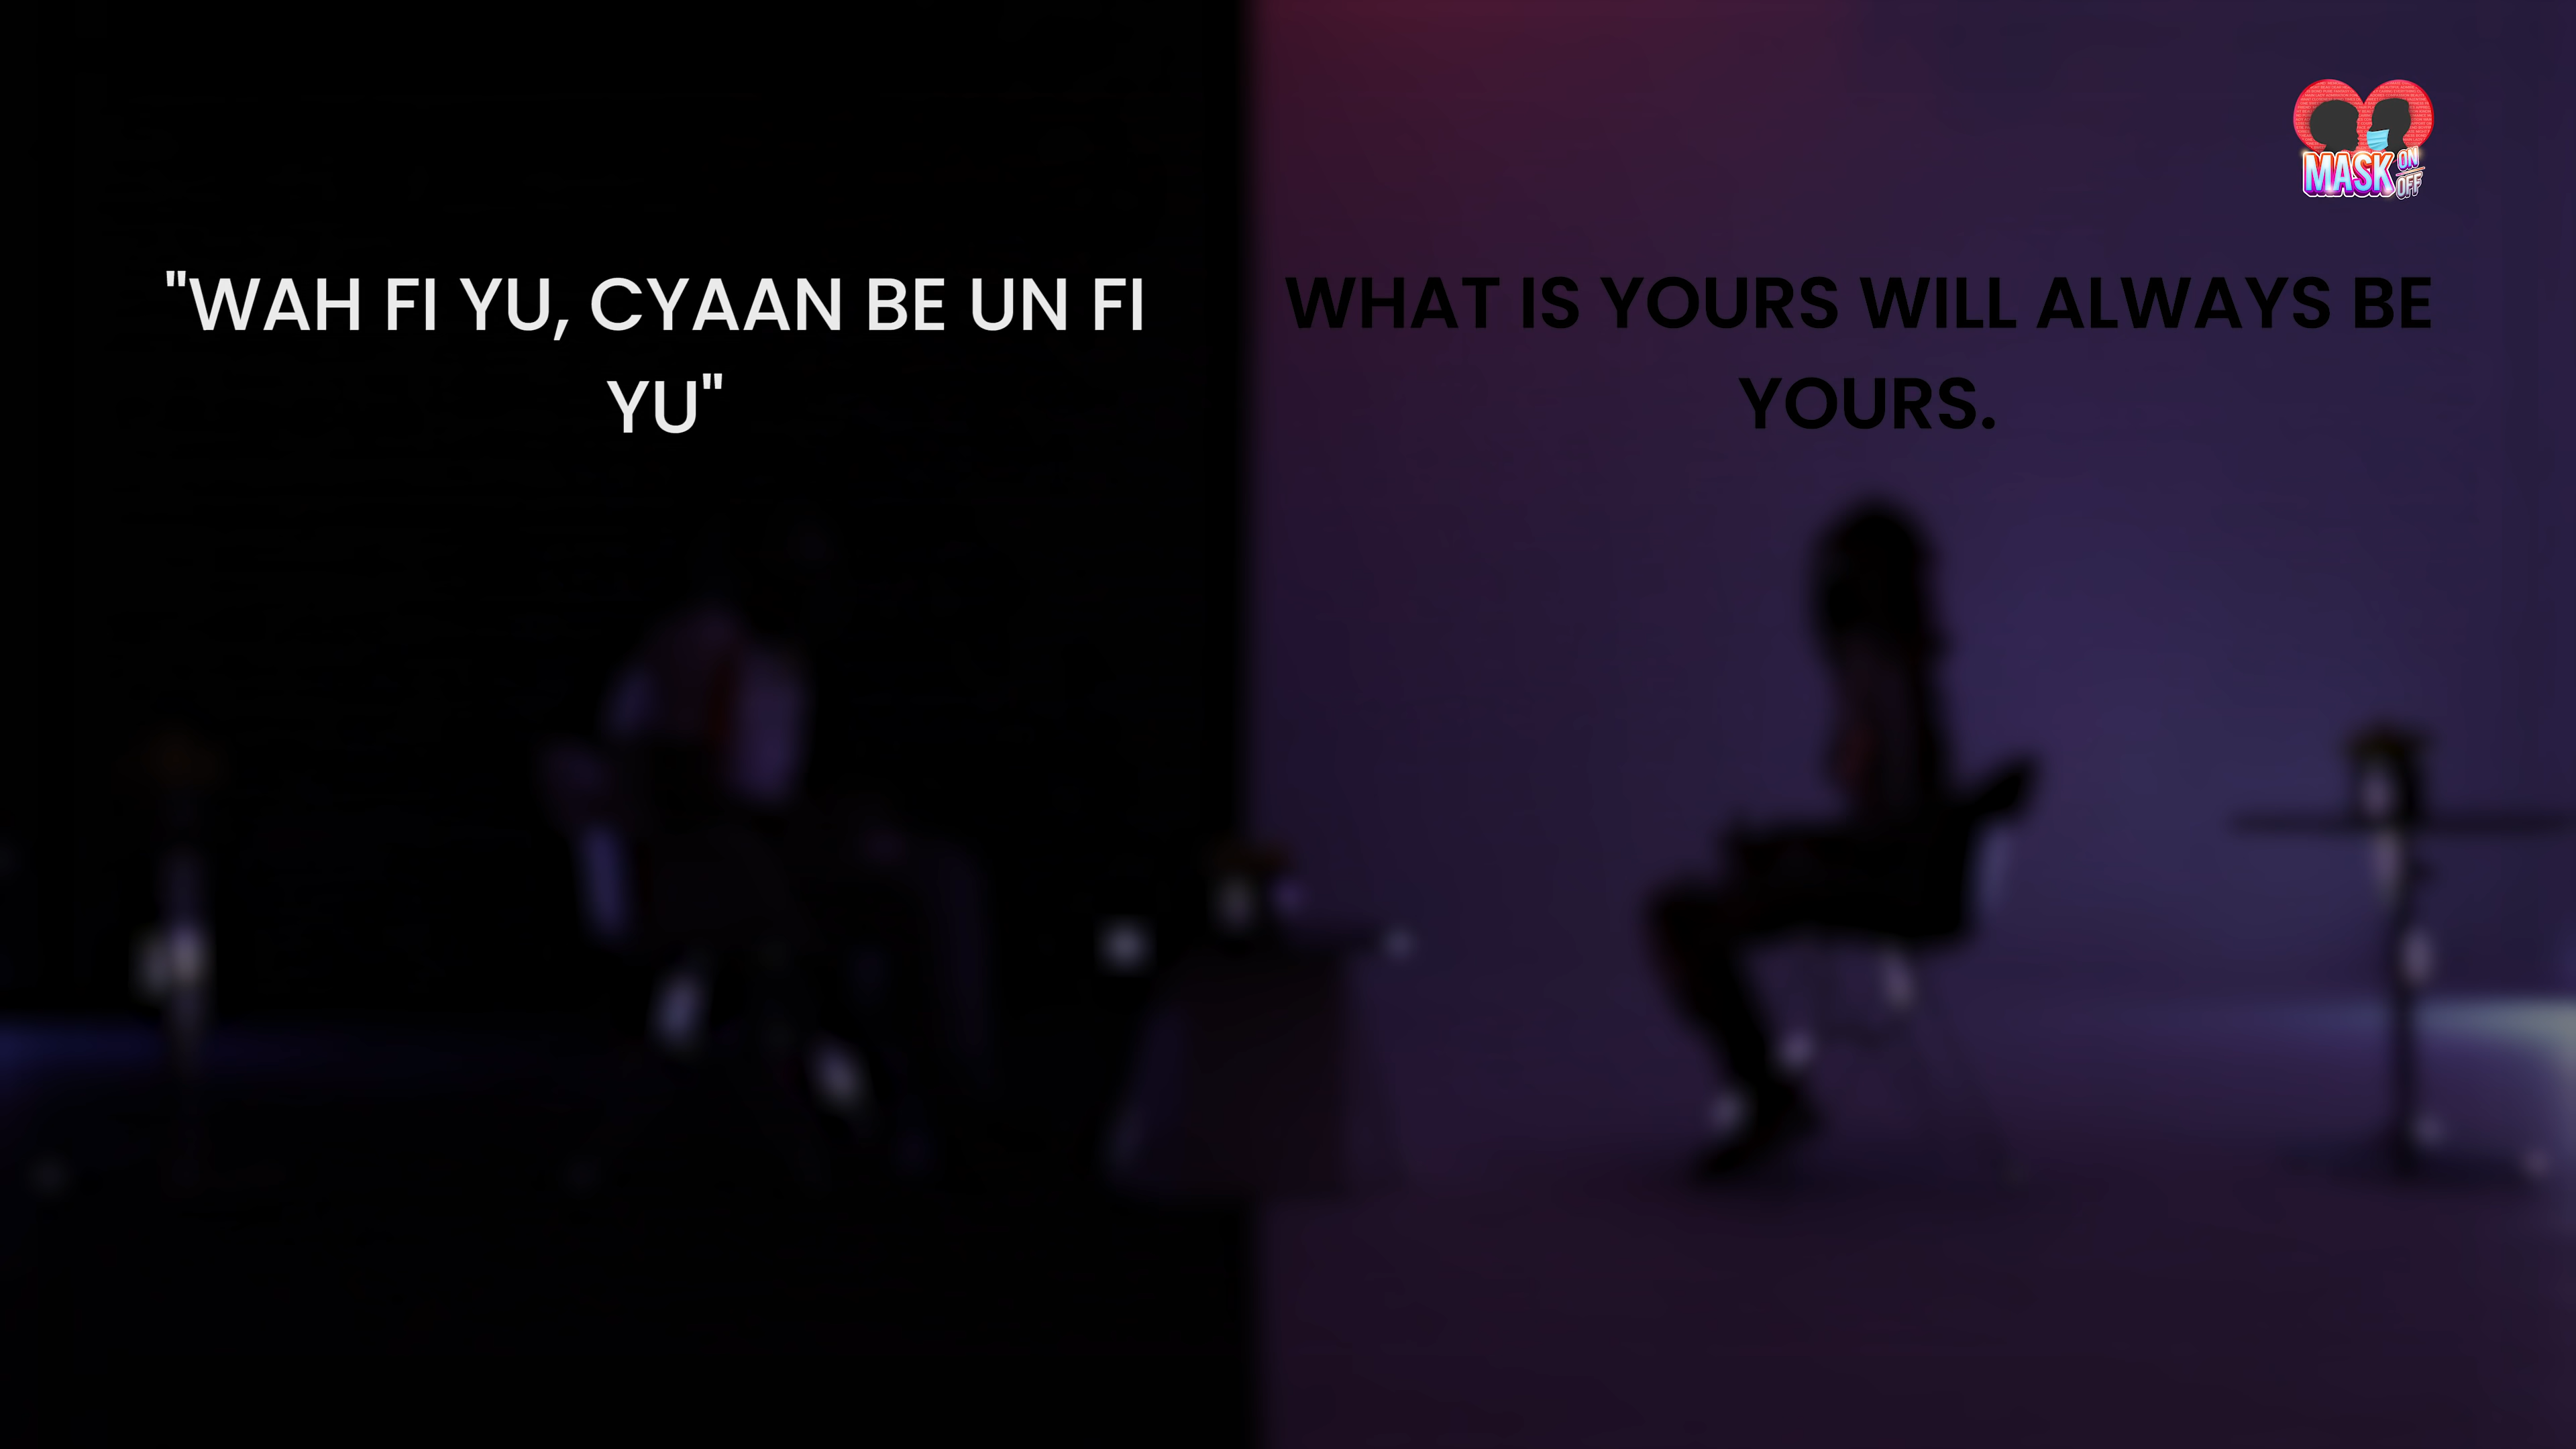 "WAH FI YU, CYAAN BE UN FI
YU"
WHAT IS YOURS WILL ALWAYS BE
YOURS.
MASK ON
OFF